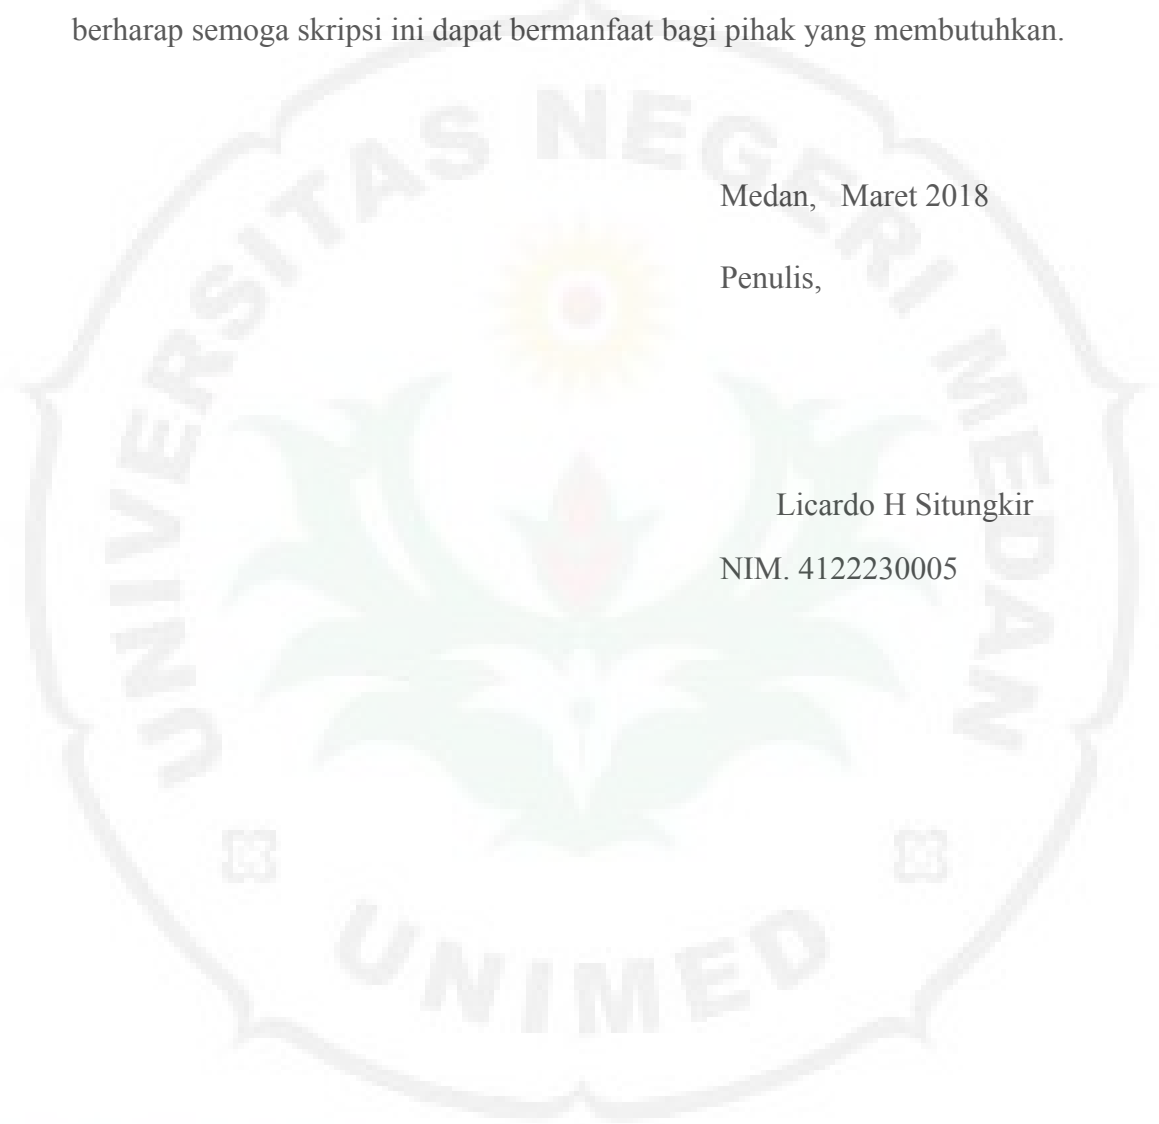 berharap semoga skripsi ini dapat bermanfaat bagi pihak yang membutuhkan.
Medan, Maret 2018
Penulis,
Licardo H Situngkir
NIM. 4122230005
UNIVERSITAS NEGERI MEDAN
UNIMED